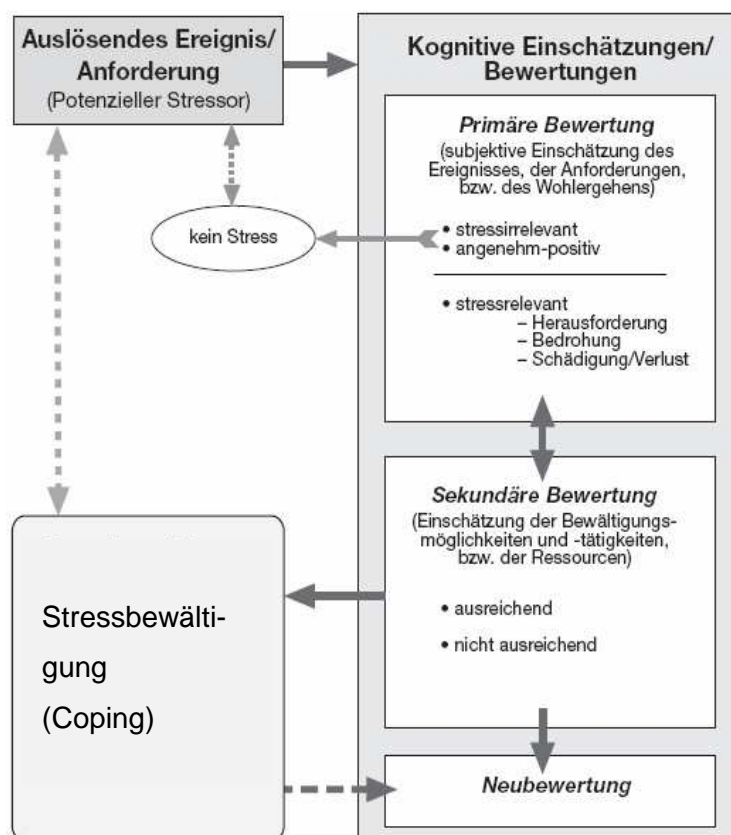 Auslösendes Ereignis/
Anforderung
(Potenzieller Stressor)
kein Stress
Kognitive Einschätzungen/
Bewertungen
Primäre Bewertung
(subjektive Einschätzung des
Ereignisses, der Anforderungen,
bzw. des Wohlergehens)
• stressirrelevant
• angenehm-positiv
• stressrelevant
– Herausforderung
– Bedrohung
– Schädigung/Verlust
Sekundäre Bewertung
(Einschätzung der Bewältigungs-
möglichkeiten und -tätigkeiten,
bzw. der Ressourcen)
• ausreichend
• nicht ausreichend
Stressbewälti-
gung
(Coping)
Neubewertung